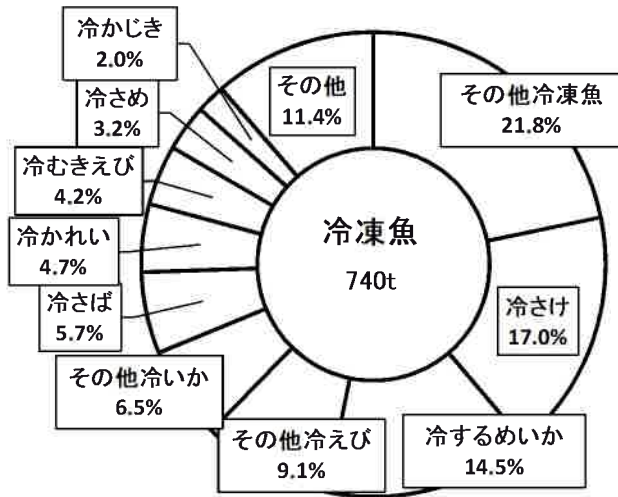 冷かじき
2.0%
冷さめ
3.2%
冷むきえび
4.2%
冷かれい
4.7%
冷さば
5.7%
その他冷いか
6.5%
その他冷えび
9.1%
冷するめいか
14.5%
冷さけ
17.0%
その他冷凍魚
21.8%
その他
11.4%
冷凍魚
740t